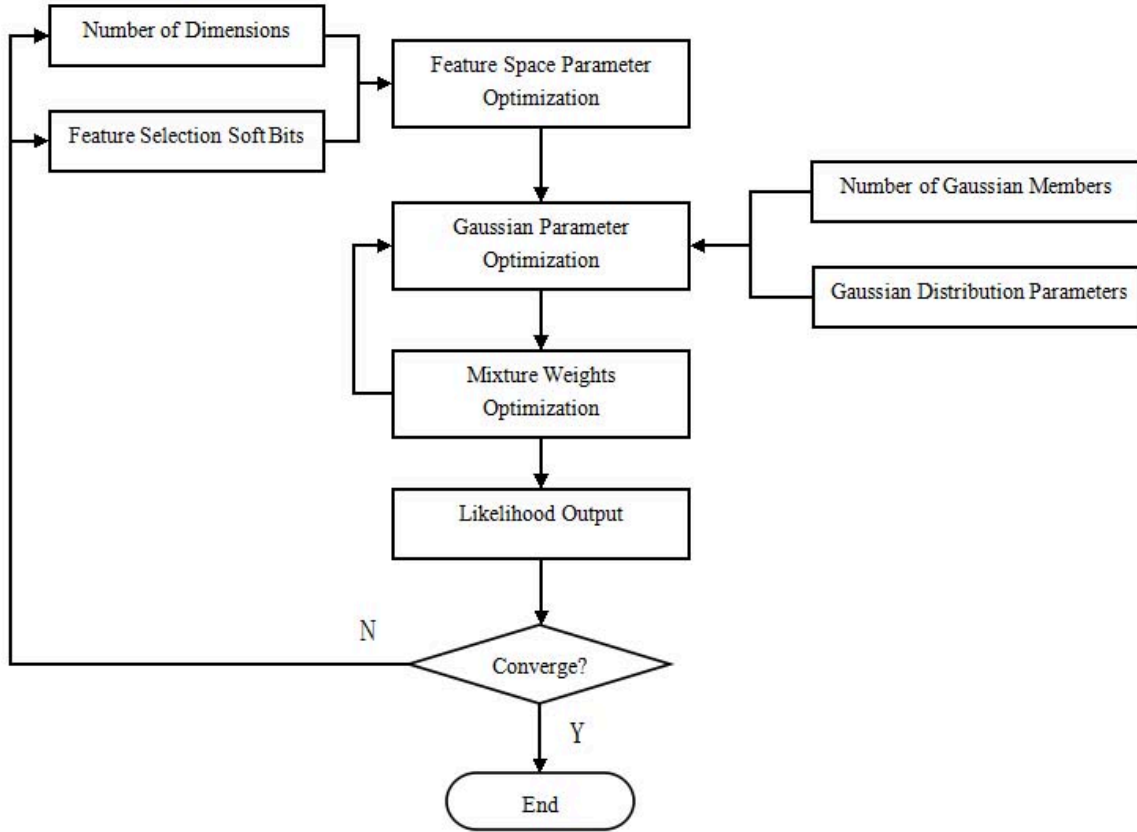 Number of Dimensions
Feature Space Parameter
Optimization
Feature Selection Soft Bits
Number of Gaussian Members
Gaussian Parameter
Optimization
Gaussian Distribution Parameters
Mixture Weights
Optimization
Likelihood Output
N
Converge?
Y
End